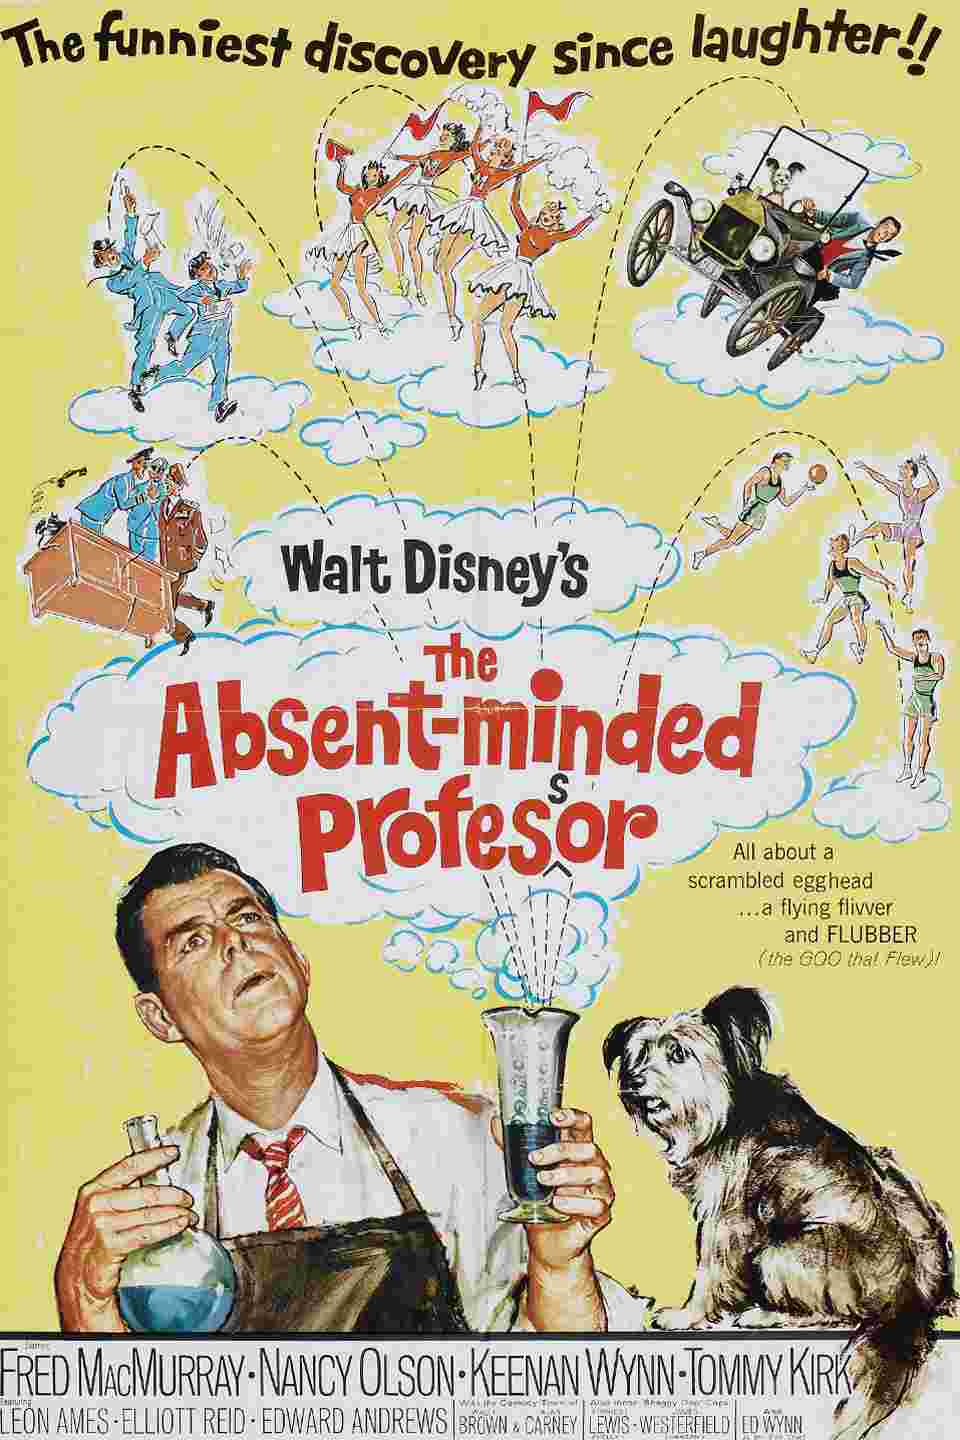 The funniest discovery since laughter!!
Walt Disney's
The
Absent-minded
Profesor
s
All about a
scrambled egghead
...a flying flivver
and FLUBBER
(the GOO that Flew)!
FRED MACMURRAY · NANCY OLSON · KEENAN WYNN · TOMMY KIRK
LEON AMES · ELLIOTT REID · EDWARD ANDREWS
BROWN & CARNEY
LEWIS · WESTERFIELD
ED WYNN